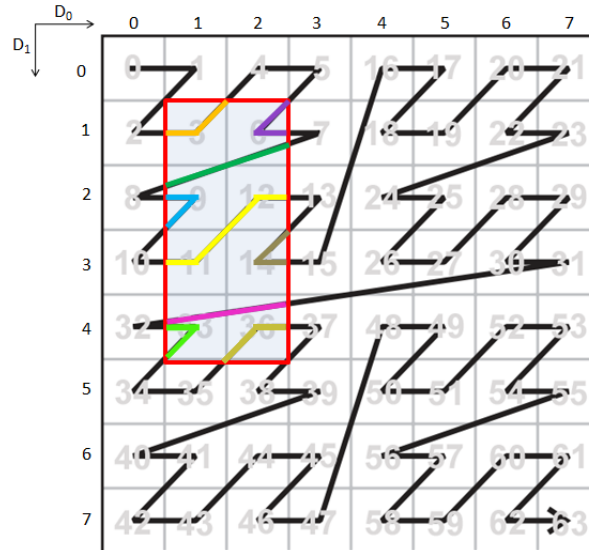 D₀
D₁ 0 1 2 3 4 5 6 7
0 0 1 4 5 16 17 20 21
1 2 3 6 7 18 19 22 23
2 8 9 12 13 24 25 28 29
3 10 11 14 15 26 27 30 31
4 32 33 36 37 48 49 52 53
5 34 35 38 39 50 51 54 55
6 40 41 44 45 56 57 60 61
7 42 43 46 47 58 59 62 63